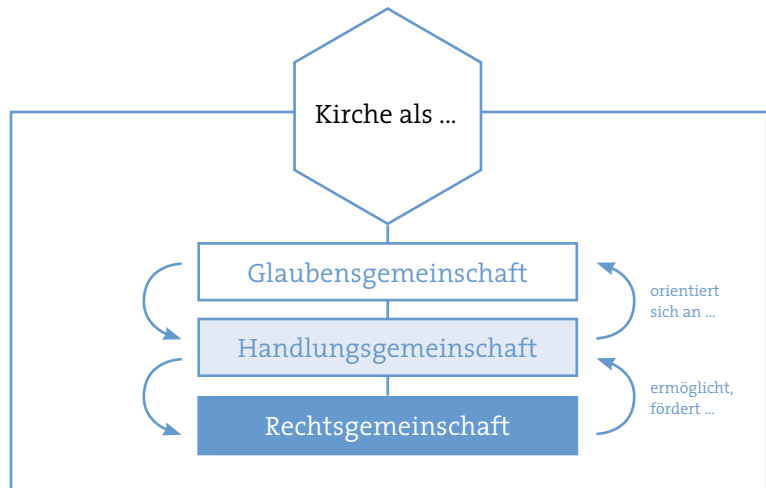 Kirche als ...
Glaubensgemeinschaft
orientiert
sich an ...
Handlungsgemeinschaft
ermöglicht,
fördert ...
Rechtsgemeinschaft